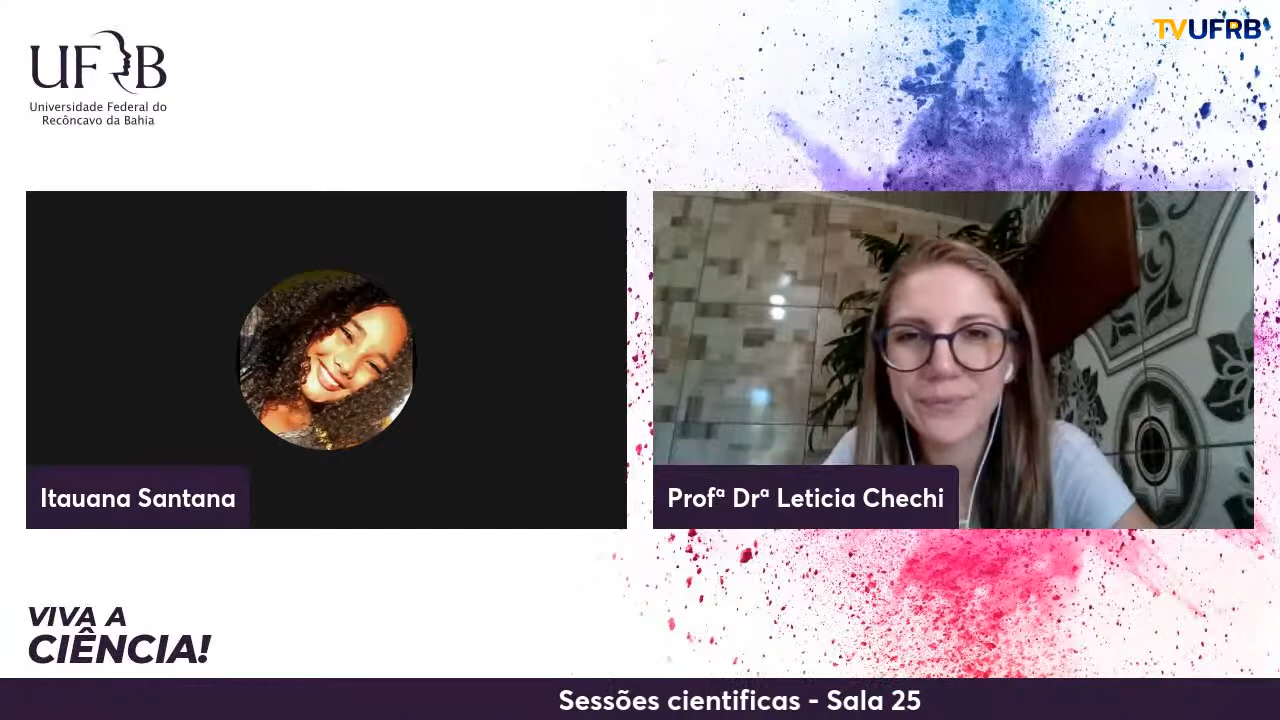 UFRB
Universidade Federal do
Recôncavo da Bahia
TVUFRB
Itauana Santana
Profª Drª Leticia Chechi
VIVA A
CIÊNCIA!
Sessões cientificas - Sala 25